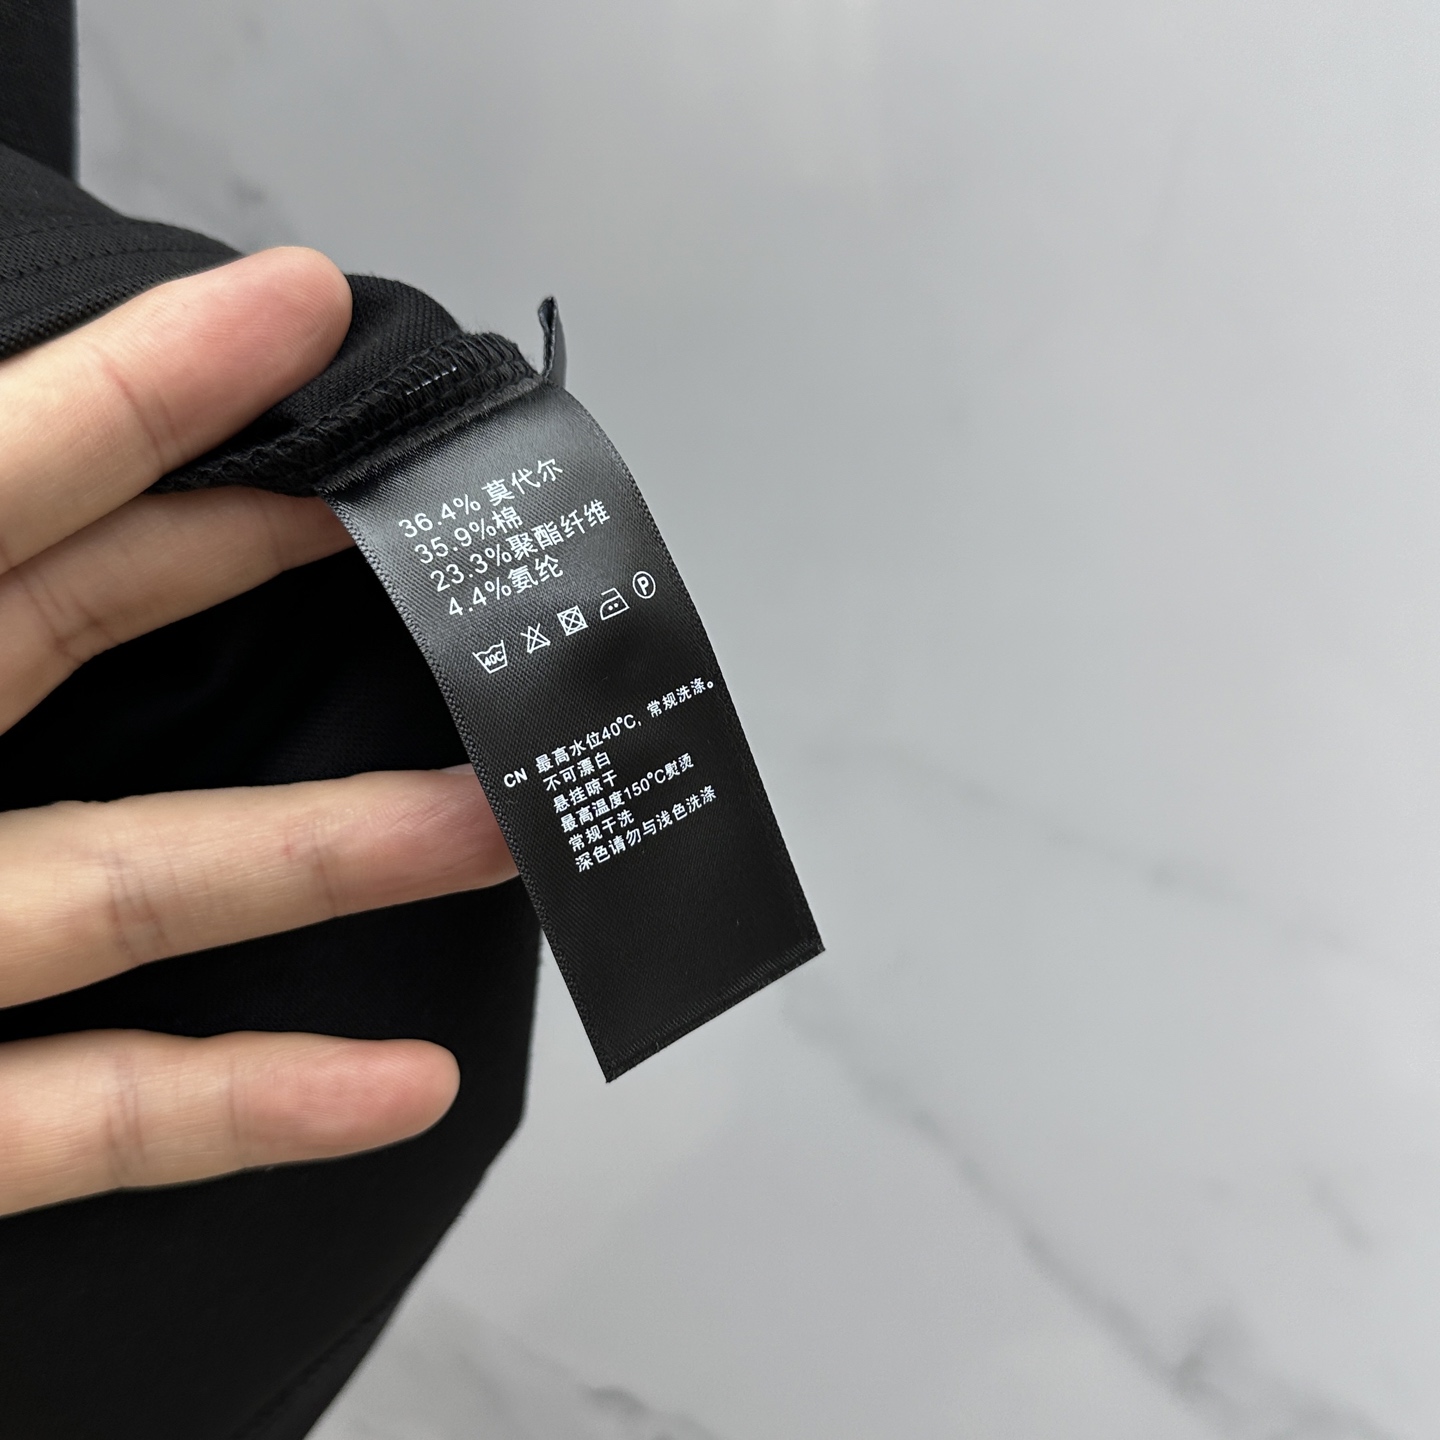 36.4% 莫代尔
35.9%棉
23.3%聚酯纤维
4.4%氨纶
40C P
CN 最高水位40°C, 常规洗涤。
不可漂白
悬挂晾干
最高温度150°C熨烫
常规干洗
深色请勿与浅色洗涤